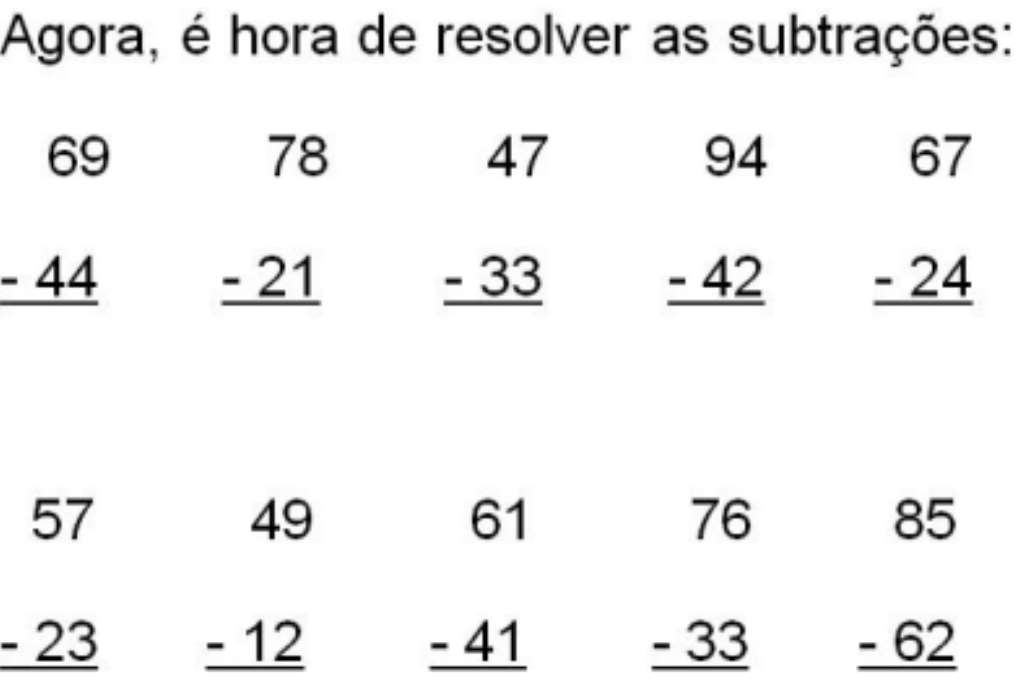 Agora, é hora de resolver as subtrações:
69 78 47 94 67
- 44 - 21 - 33 - 42 - 24
57 49 61 76 85
- 23 - 12 - 41 - 33 - 62